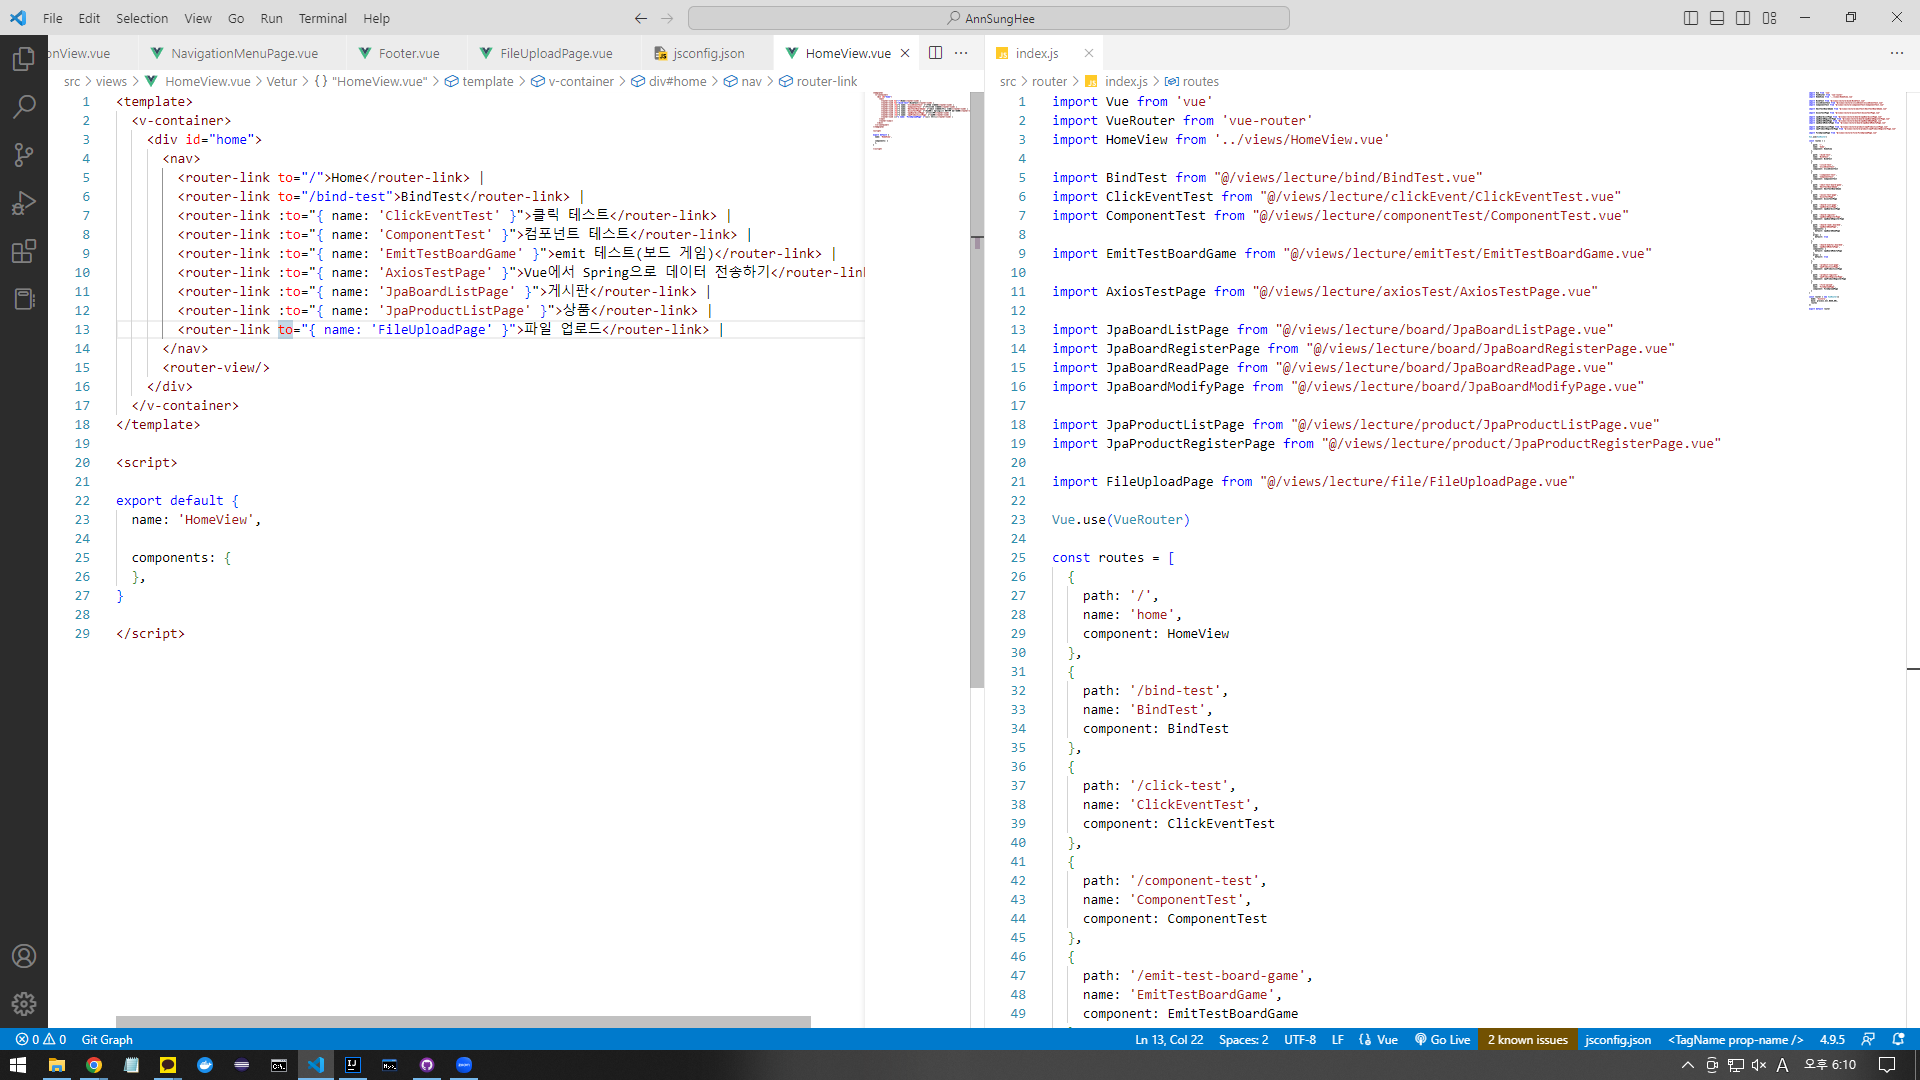 File Edit Selection View Go Run Terminal Help
AnnSungHee
onView.vue NavigationMenuPage.vue Footer.vue FileUploadPage.vue jsconfig.json HomeView.vue
src > views > HomeView.vue > Vetur > {} "HomeView.vue" > template > v-container > div#home > nav > router-link
1 <template>
2 <v-container>
3 <div id="home">
4 <nav>
5 <router-link to="/">Home</router-link> |
6 <router-link to="/bind-test">BindTest</router-link> |
7 <router-link :to="{ name: 'ClickEventTest' }">클릭 테스트</router-link> |
8 <router-link :to="{ name: 'ComponentTest' }">컴포넌트 테스트</router-link> |
9 <router-link :to="{ name: 'EmitTestBoardGame' }">emit 테스트(보드 게임)</router-link> |
10 <router-link :to="{ name: 'AxiosTestPage' }">Vue에서 Spring으로 데이터 전송하기</router-link
11 <router-link :to="{ name: 'JpaBoardListPage' }">게시판</router-link> |
12 <router-link :to="{ name: 'JpaProductListPage' }">상품</router-link> |
13 <router-link to="{ name: 'FileUploadPage' }">파일 업로드</router-link> |
14 </nav>
15 <router-view/>
16 </div>
17 </v-container>
18 </template>
19
20 <script>
21
22 export default {
23 name: 'HomeView',
24
25 components: {
26 },
27 }
28
29 </script>
index.js
src > router > index.js > routes
1 import Vue from 'vue'
2 import VueRouter from 'vue-router'
3 import HomeView from '../views/HomeView.vue'
4
5 import BindTest from "@/views/lecture/bind/BindTest.vue"
6 import ClickEventTest from "@/views/lecture/clickEvent/ClickEventTest.vue"
7 import ComponentTest from "@/views/lecture/componentTest/ComponentTest.vue"
8
9 import EmitTestBoardGame from "@/views/lecture/emitTest/EmitTestBoardGame.vue"
10
11 import AxiosTestPage from "@/views/lecture/axiosTest/AxiosTestPage.vue"
12
13 import JpaBoardListPage from "@/views/lecture/board/JpaBoardListPage.vue"
14 import JpaBoardRegisterPage from "@/views/lecture/board/JpaBoardRegisterPage.vue"
15 import JpaBoardReadPage from "@/views/lecture/board/JpaBoardReadPage.vue"
16 import JpaBoardModifyPage from "@/views/lecture/board/JpaBoardModifyPage.vue"
17
18 import JpaProductListPage from "@/views/lecture/product/JpaProductListPage.vue"
19 import JpaProductRegisterPage from "@/views/lecture/product/JpaProductRegisterPage.vue"
20
21 import FileUploadPage from "@/views/lecture/file/FileUploadPage.vue"
22
23 Vue.use(VueRouter)
24
25 const routes = [
26 {
27 path: '/',
28 name: 'home',
29 component: HomeView
30 },
31 {
32 path: '/bind-test',
33 name: 'BindTest',
34 component: BindTest
35 },
36 {
37 path: '/click-test',
38 name: 'ClickEventTest',
39 component: ClickEventTest
40 },
41 {
42 path: '/component-test',
43 name: 'ComponentTest',
44 component: ComponentTest
45 },
46 {
47 path: '/emit-test-board-game',
48 name: 'EmitTestBoardGame',
49 component: EmitTestBoardGame
0 0 Git Graph
Ln 13, Col 22 Spaces: 2 UTF-8 LF {} Vue Go Live 2 known issues jsconfig.json <TagName prop-name /> 4.9.5
A 오후 6:10